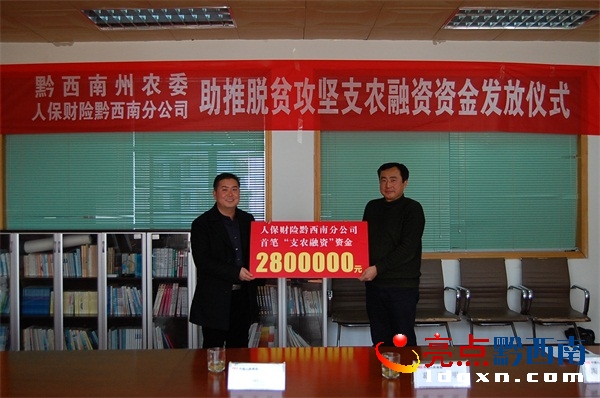 黔西南州农委
人保财险黔西南分公司
助推脱贫攻坚支农融资资金发放仪式
人保财险黔西南分公司
首笔“支农融资”资金
2800000元
亮点黔西南